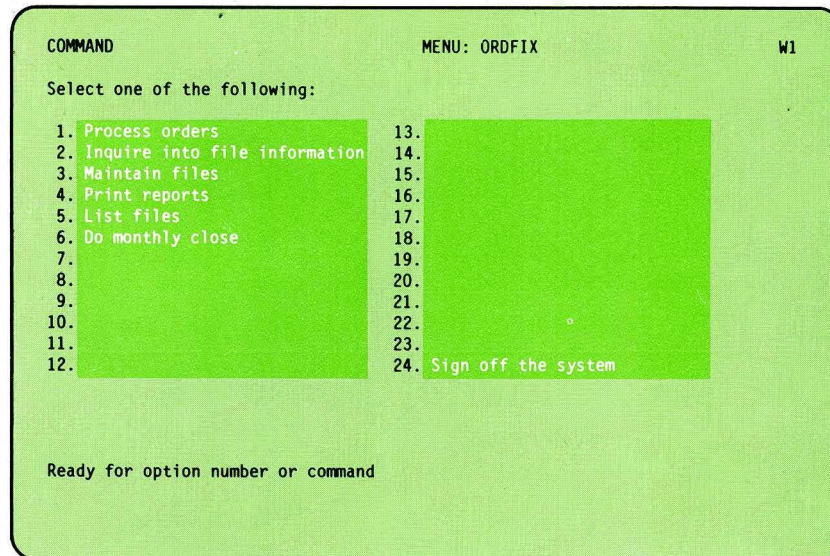 COMMAND MENU: ORDFIX W1
Select one of the following:
1. Process orders 13.
2. Inquire into file information 14.
3. Maintain files 15.
4. Print reports 16.
5. List files 17.
6. Do monthly close 18.
7. 19.
8. 20.
9. 21.
10. 22.
11. 23.
12. 24. Sign off the system
Ready for option number or command